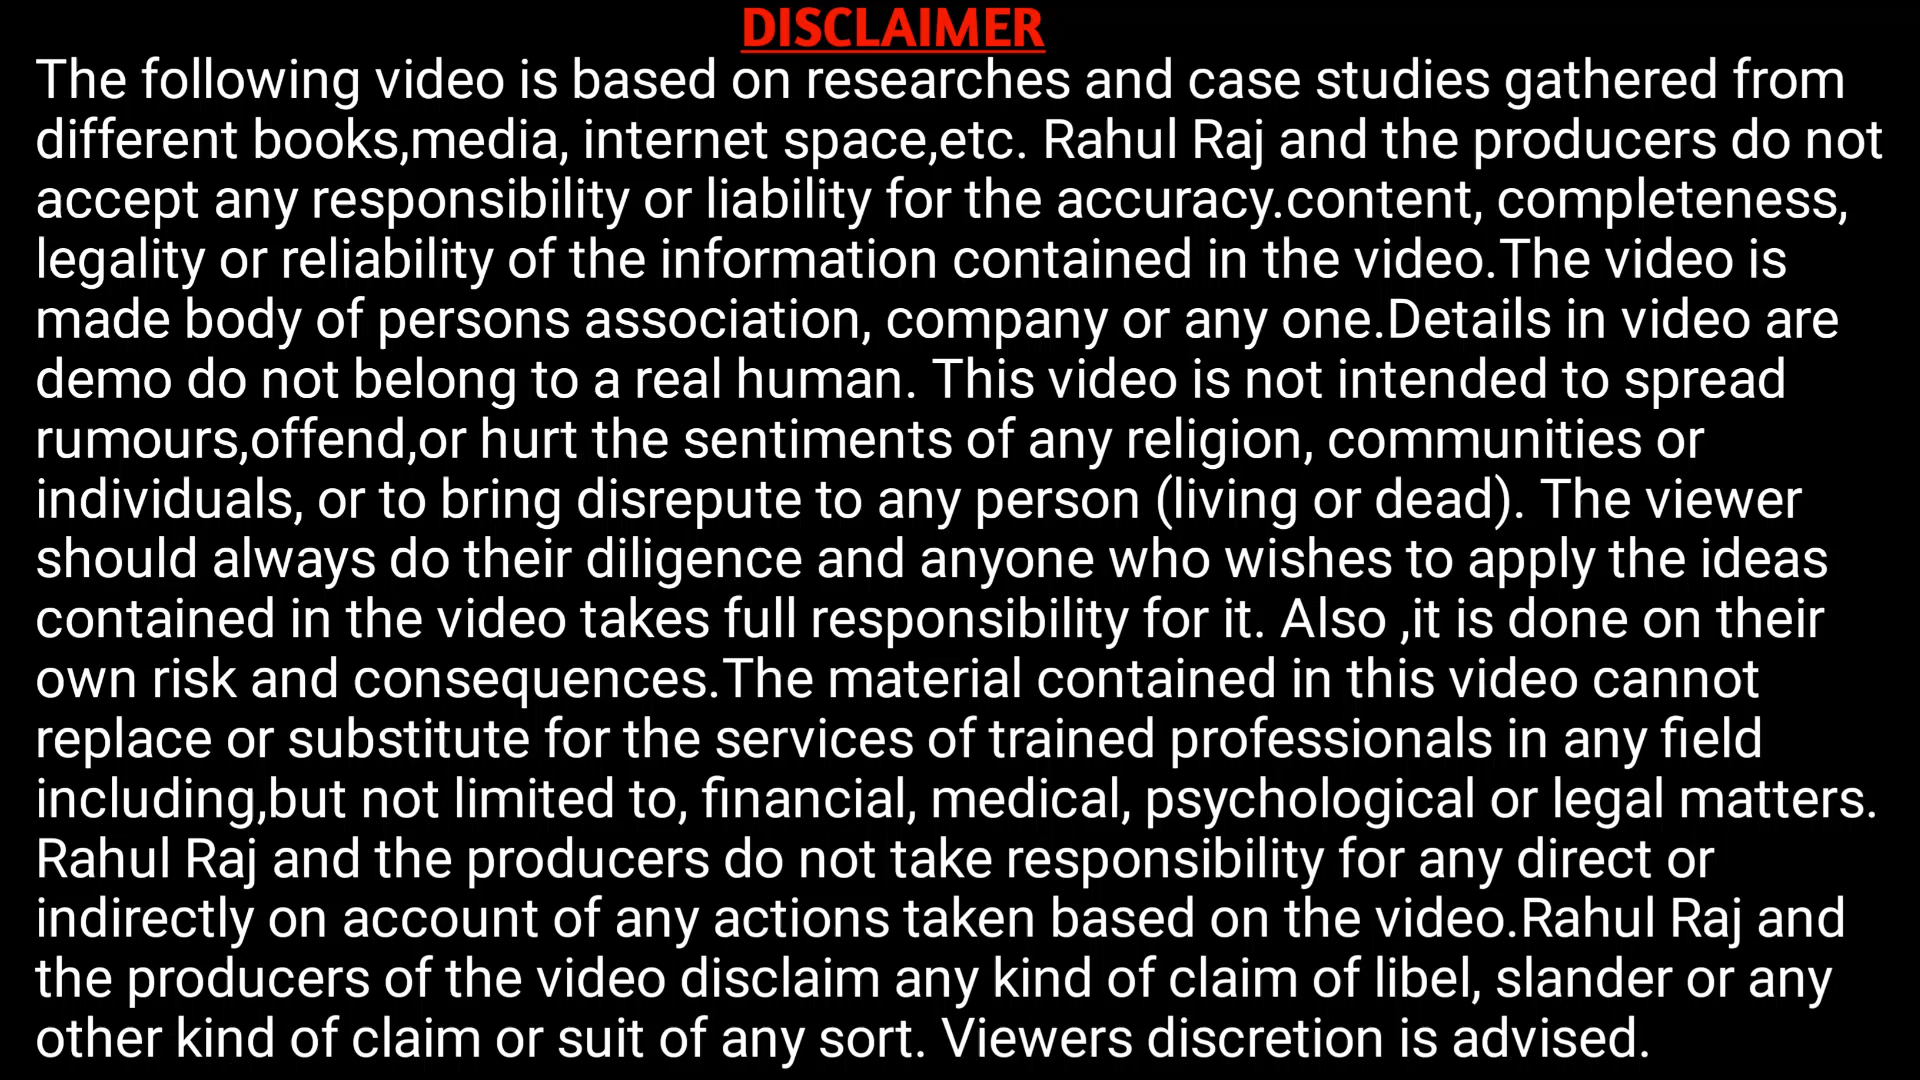 DISCLAIMER
The following video is based on researches and case studies gathered from
different books,media, internet space,etc. Rahul Raj and the producers do not
accept any responsibility or liability for the accuracy.content, completeness,
legality or reliability of the information contained in the video.The video is
made body of persons association, company or any one.Details in video are
demo do not belong to a real human. This video is not intended to spread
rumours,offend,or hurt the sentiments of any religion, communities or
individuals, or to bring disrepute to any person (living or dead). The viewer
should always do their diligence and anyone who wishes to apply the ideas
contained in the video takes full responsibility for it. Also ,it is done on their
own risk and consequences.The material contained in this video cannot
replace or substitute for the services of trained professionals in any field
including,but not limited to, financial, medical, psychological or legal matters.
Rahul Raj and the producers do not take responsibility for any direct or
indirectly on account of any actions taken based on the video.Rahul Raj and
the producers of the video disclaim any kind of claim of libel, slander or any
other kind of claim or suit of any sort. Viewers discretion is advised.